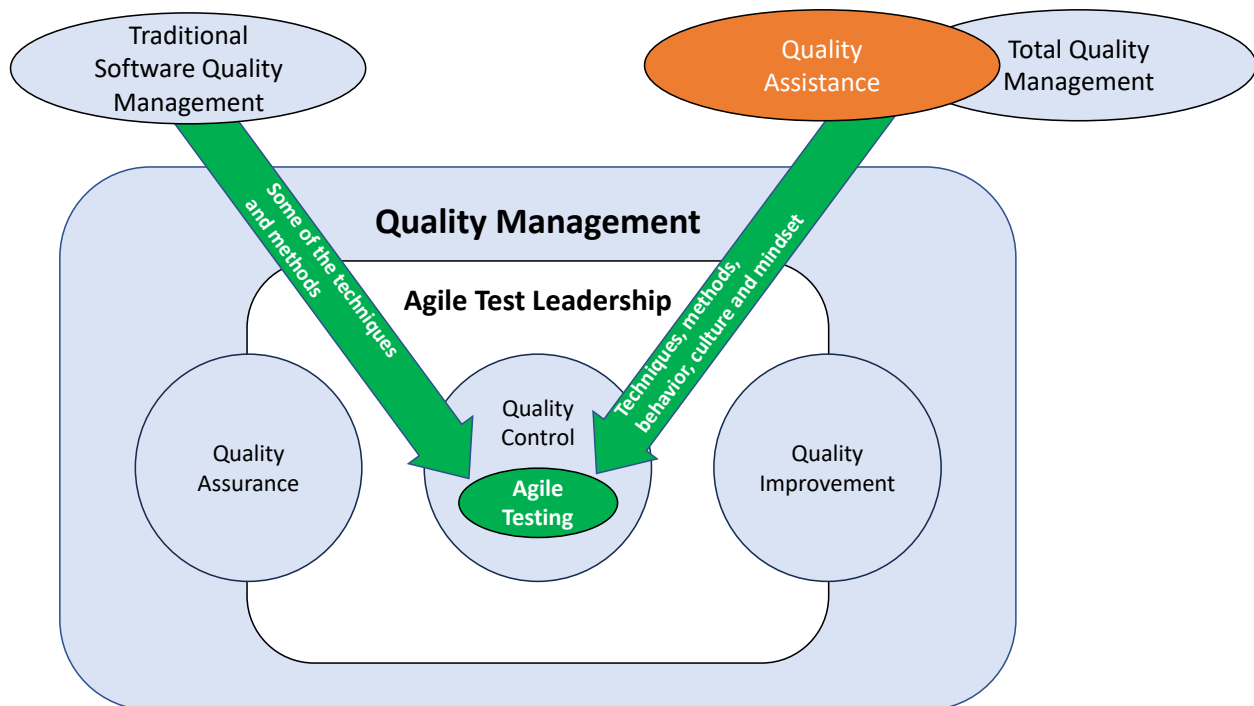 Traditional
Software Quality
Management
Quality
Assistance
Total Quality
Management
Some of the techniques
and methods
Techniques, methods,
behavior, culture and mindset
Quality Management
Agile Test Leadership
Quality
Assurance
Quality
Control
Agile
Testing
Quality
Improvement